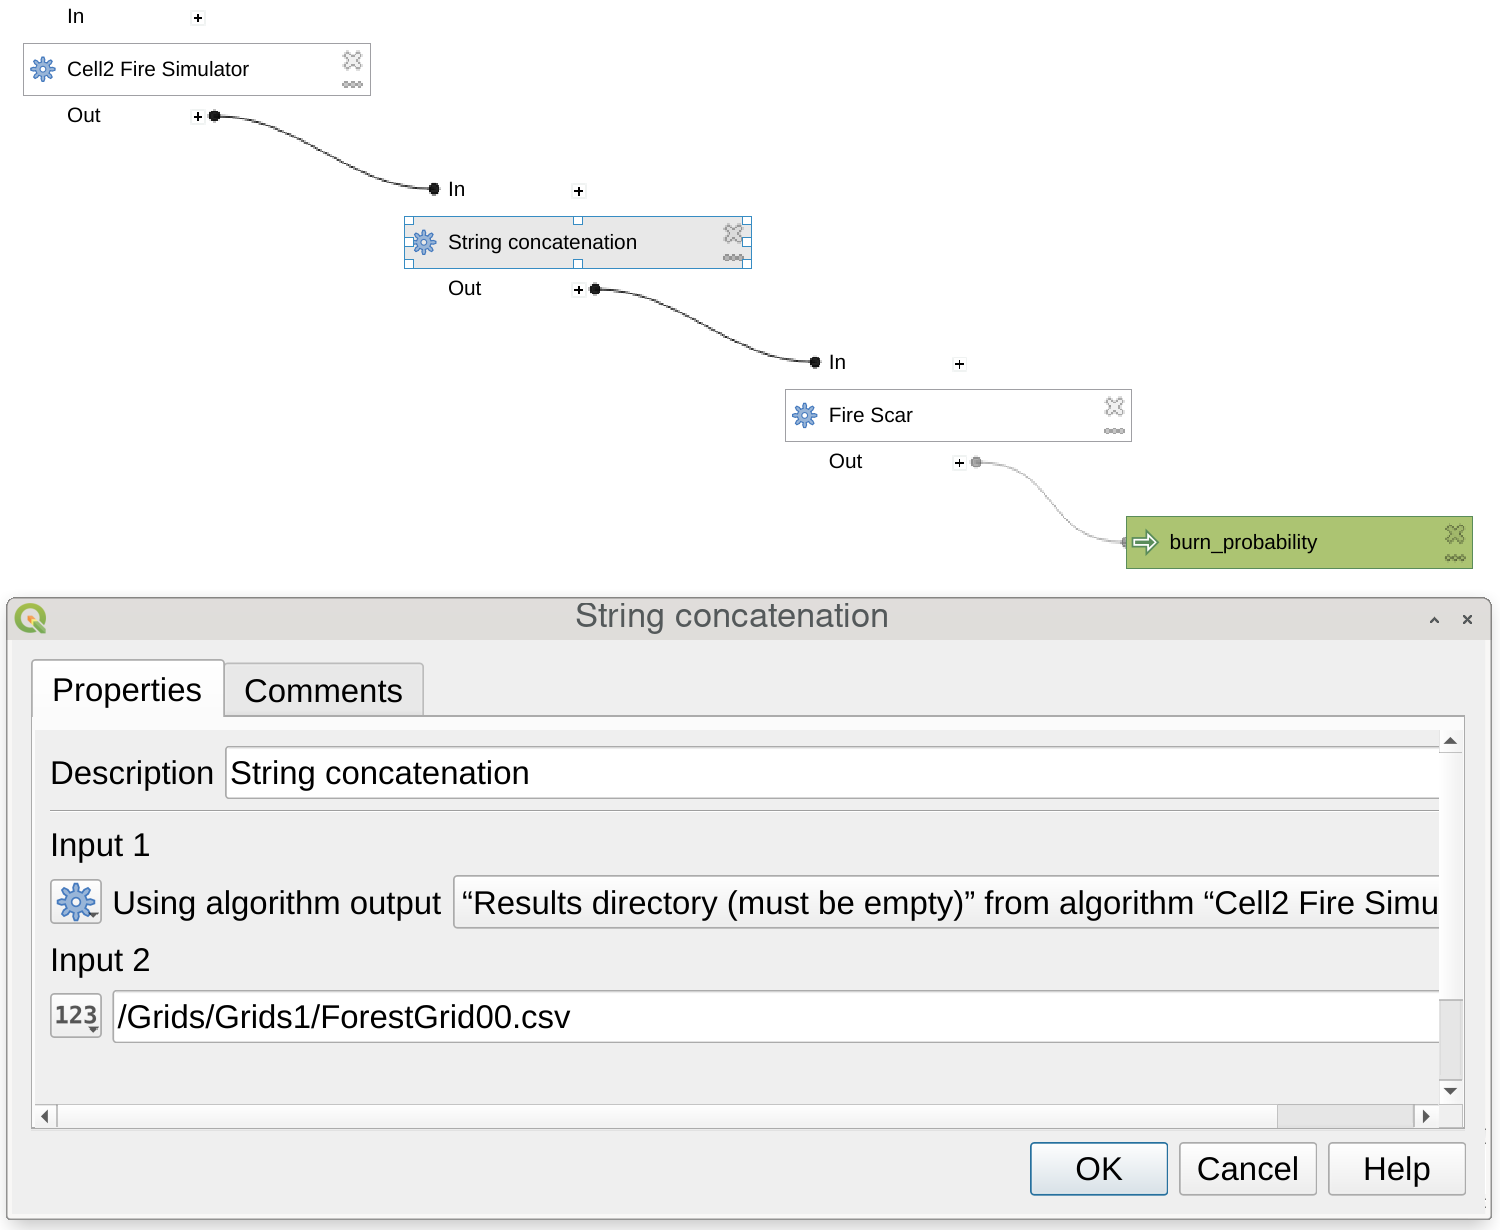 In
Cell2 Fire Simulator
Out
In
String concatenation
Out
In
Fire Scar
Out
burn_probability
String concatenation
Properties Comments
Description String concatenation
Input 1
Using algorithm output “Results directory (must be empty)” from algorithm “Cell2 Fire Simu
Input 2
123 /Grids/Grids1/ForestGrid00.csv
OK Cancel Help